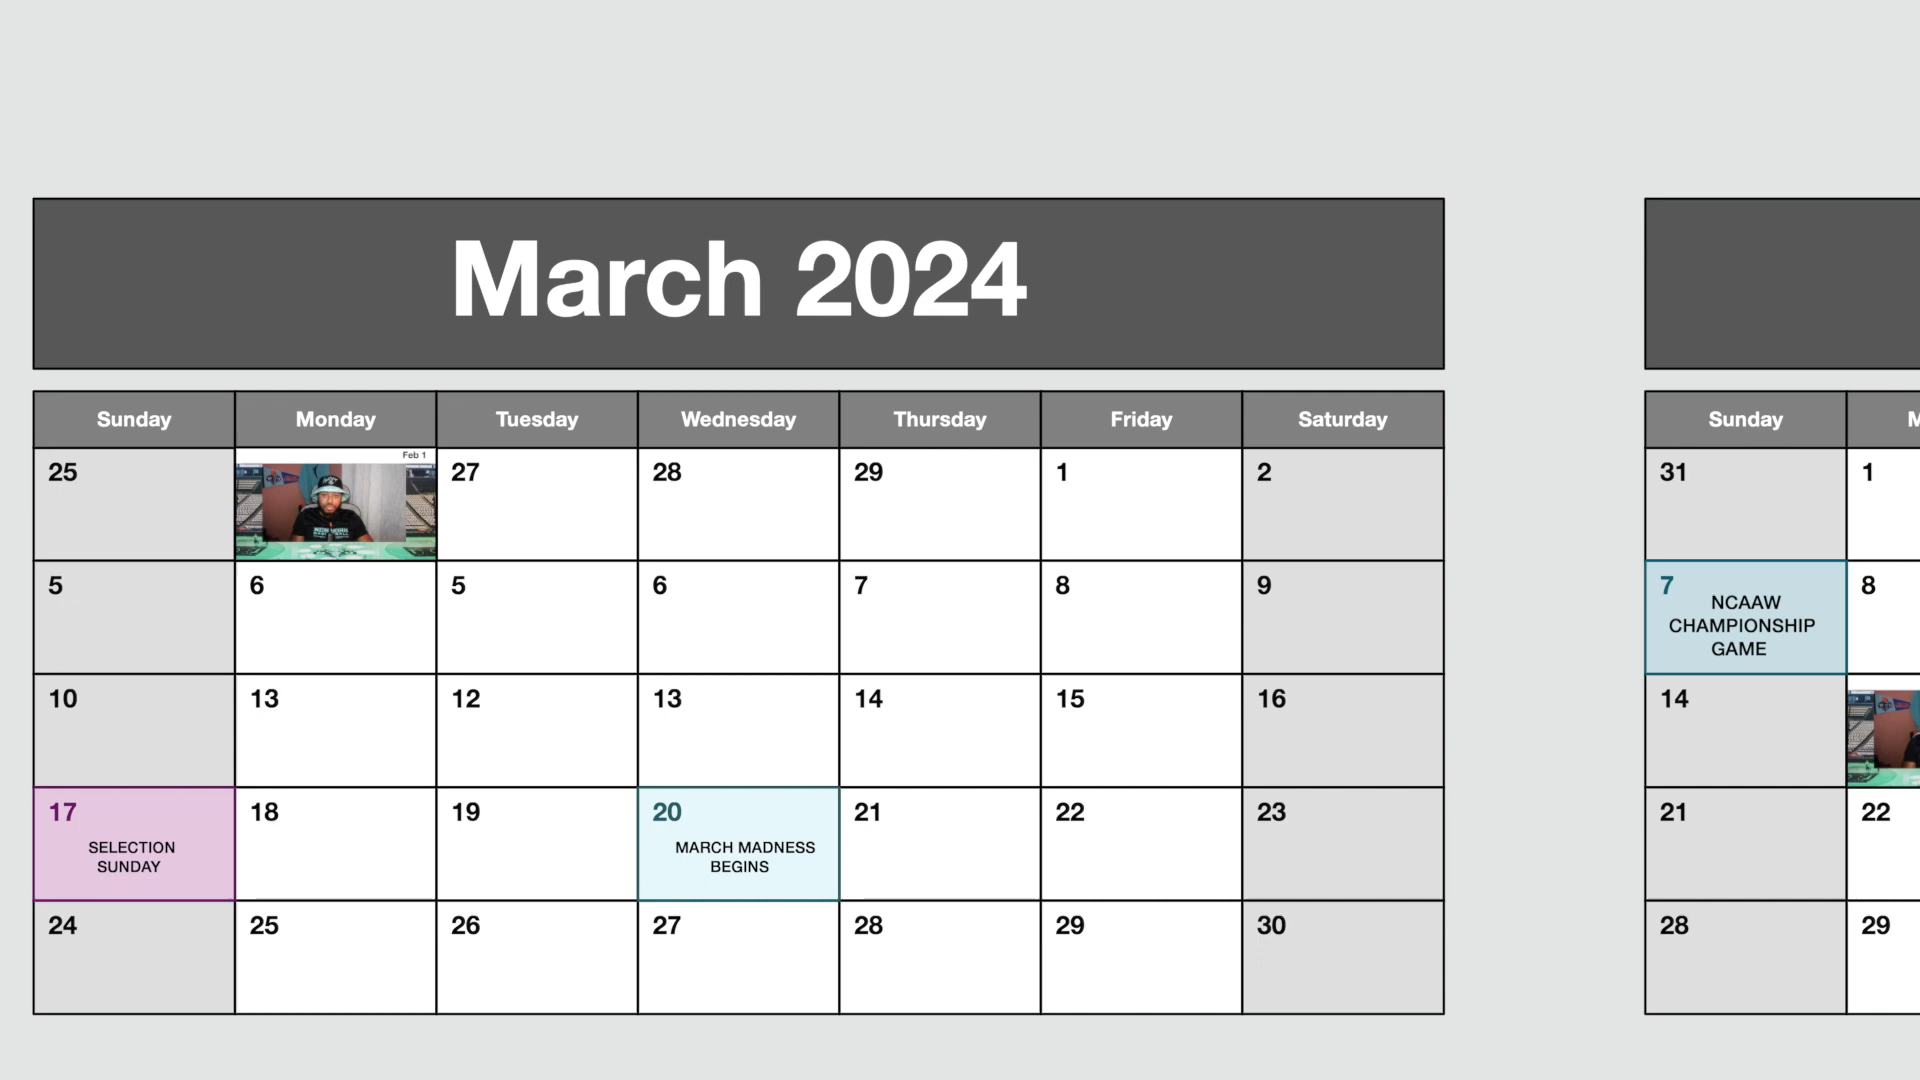 March 2024
Sunday Monday Tuesday Wednesday Thursday Friday Saturday
25 Feb 1 27 28 29 1 2
5 6 5 6 7 8 9
10 13 12 13 14 15 16
17 18 19 20 21 22 23
SELECTION
SUNDAY
MARCH MADNESS
BEGINS
24 25 26 27 28 29 30
Sunday M
31 1
7 8
NCAAW
CHAMPIONSHIP
GAME
14
21 22
28 29